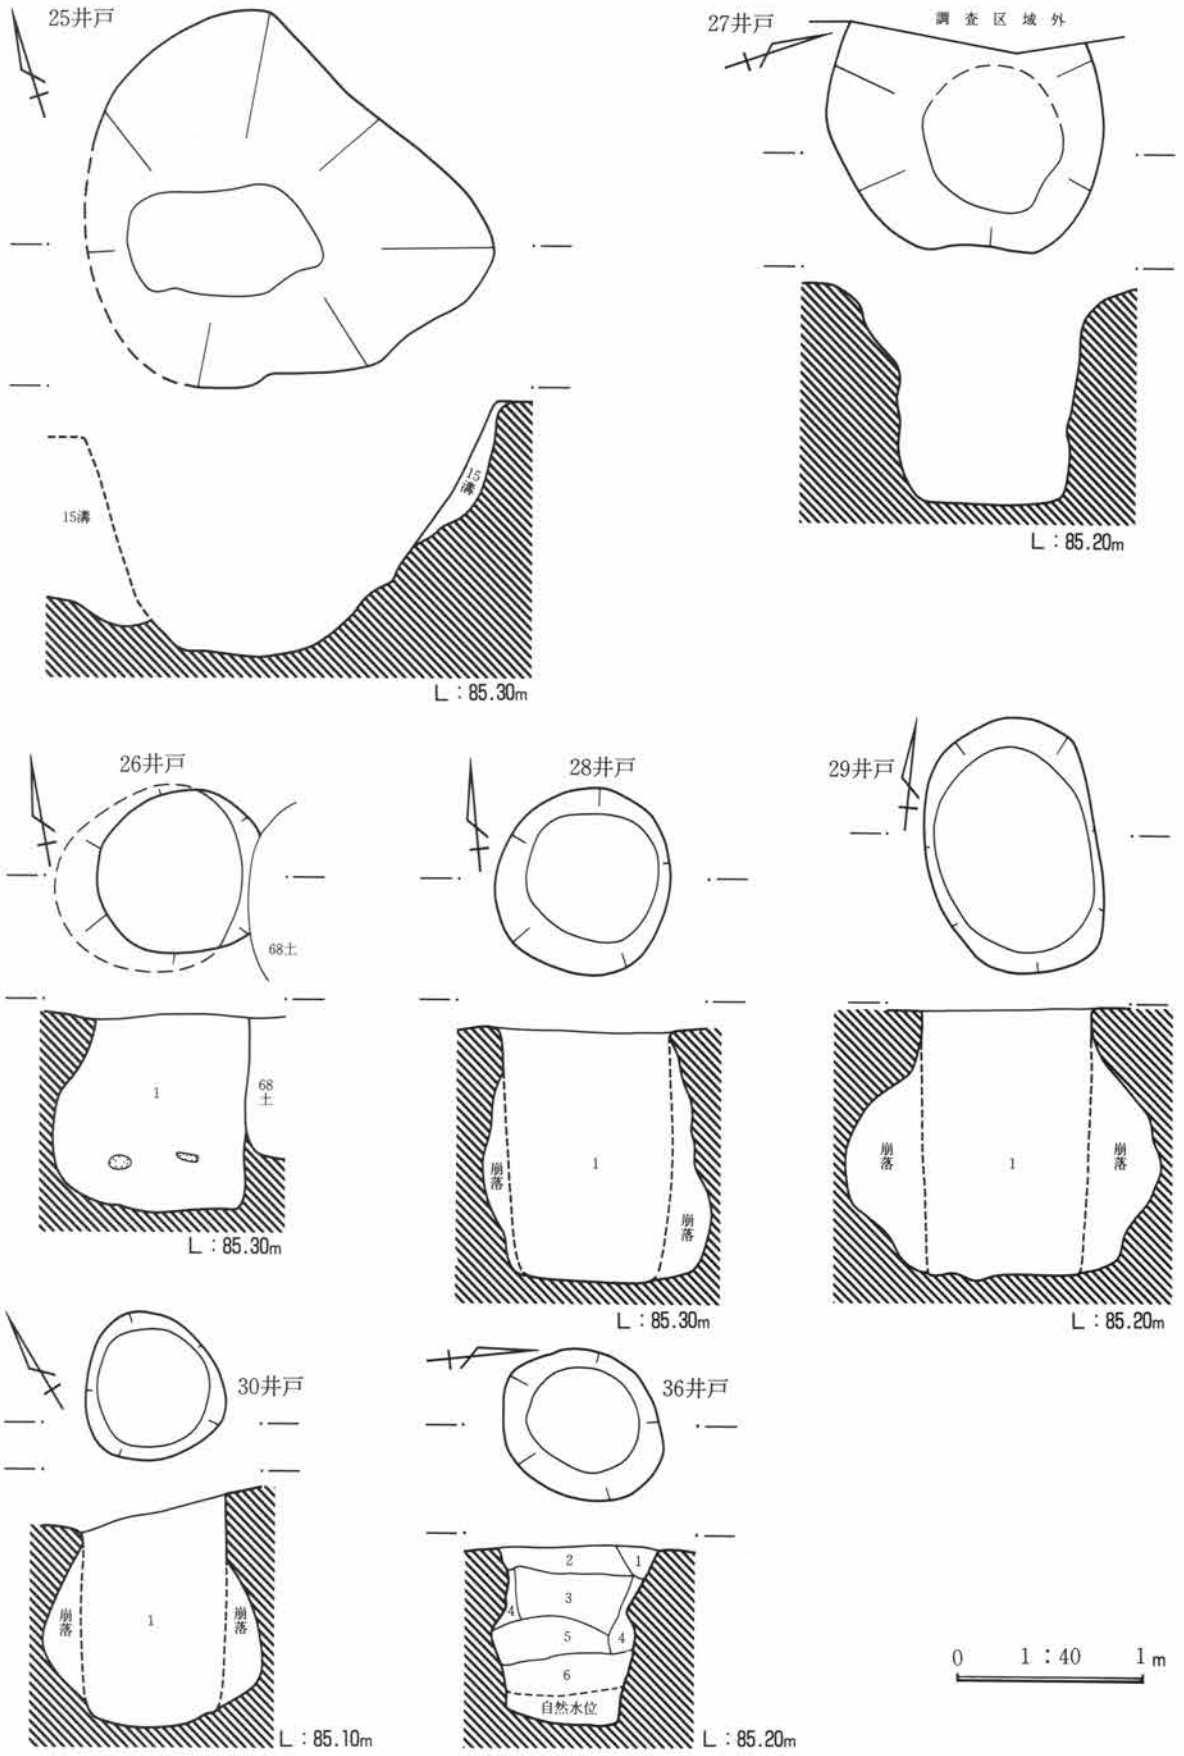 25井戸
15溝
15溝
L：85.30m
27井戸
調査区域外
L：85.20m
26井戸
68土
1
68土
L：85.30m
28井戸
崩落
1
崩落
L：85.30m
29井戸
崩落
1
崩落
L：85.20m
30井戸
崩落
1
崩落
L：85.10m
36井戸
2
1
3
4
5
4
6
自然水位
L：85.20m
0 1：40 1m